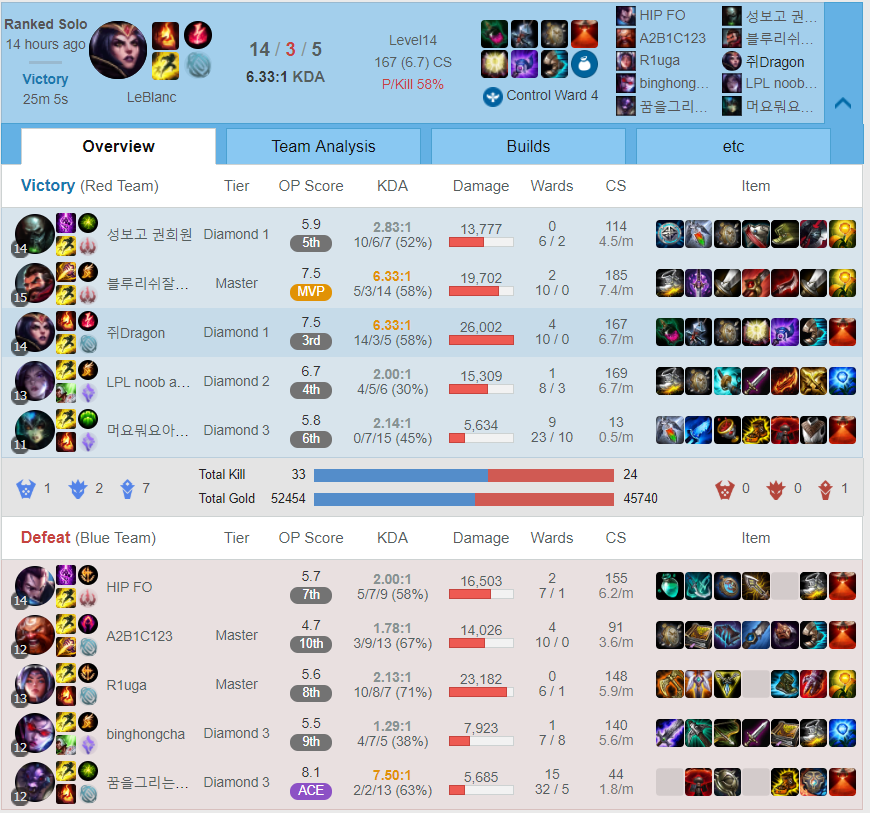 Ranked Solo
14 hours ago
Victory
25m 5s
LeBlanc
14 / 3 / 5
6.33:1 KDA
Level14
167 (6.7) CS
P/Kill 58%
Control Ward 4
HIP FO
A2B1C123
R1uga
binghong...
꿈을그리...
성보고 권...
블루리쉬...
쥐Dragon
LPL noob...
머요뭐요...
Overview
Team Analysis
Builds
etc
Victory (Red Team) Tier OP Score KDA Damage Wards CS Item
14 성보고 권희원 Diamond 1 5.9 5th 2.83:1 10/6/7 (52%) 13,777 0 6 / 2 114 4.5/m
15 블루리쉬잘... Master 7.5 MVP 6.33:1 5/3/14 (58%) 19,702 2 10 / 0 185 7.4/m
14 쥐Dragon Diamond 1 7.5 3rd 6.33:1 14/3/5 (58%) 26,002 4 10 / 0 167 6.7/m
13 LPL noob a... Diamond 2 6.7 4th 2.00:1 4/5/6 (30%) 15,309 1 8 / 3 169 6.7/m
11 머요뭐요아... Diamond 3 5.8 6th 2.14:1 0/7/15 (45%) 5,634 9 23 / 10 13 0.5/m
1 2 7 Total Kill 33 24 0 0 1
Total Gold 52454 45740
Defeat (Blue Team) Tier OP Score KDA Damage Wards CS Item
14 HIP FO 5.7 7th 2.00:1 5/7/9 (58%) 16,503 2 7 / 1 155 6.2/m
12 A2B1C123 Master 4.7 10th 1.78:1 3/9/13 (67%) 14,026 4 10 / 0 91 3.6/m
13 R1uga Master 5.6 8th 2.13:1 10/8/7 (71%) 23,182 0 6 / 1 148 5.9/m
12 binghongcha Diamond 3 5.5 9th 1.29:1 4/7/5 (38%) 7,923 1 7 / 8 140 5.6/m
12 꿈을그리는... Diamond 3 8.1 ACE 7.50:1 2/2/13 (63%) 5,685 15 32 / 5 44 1.8/m